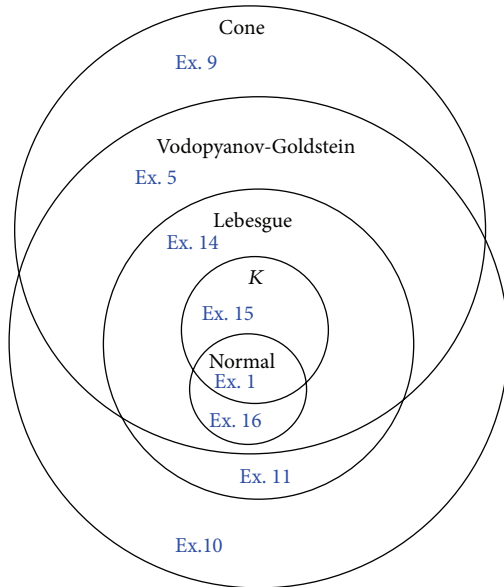 Cone
Ex. 9
Vodopyanov-Goldstein
Ex. 5
Lebesgue
Ex. 14
K
Ex. 15
Normal
Ex. 1
Ex. 16
Ex. 11
Ex.10